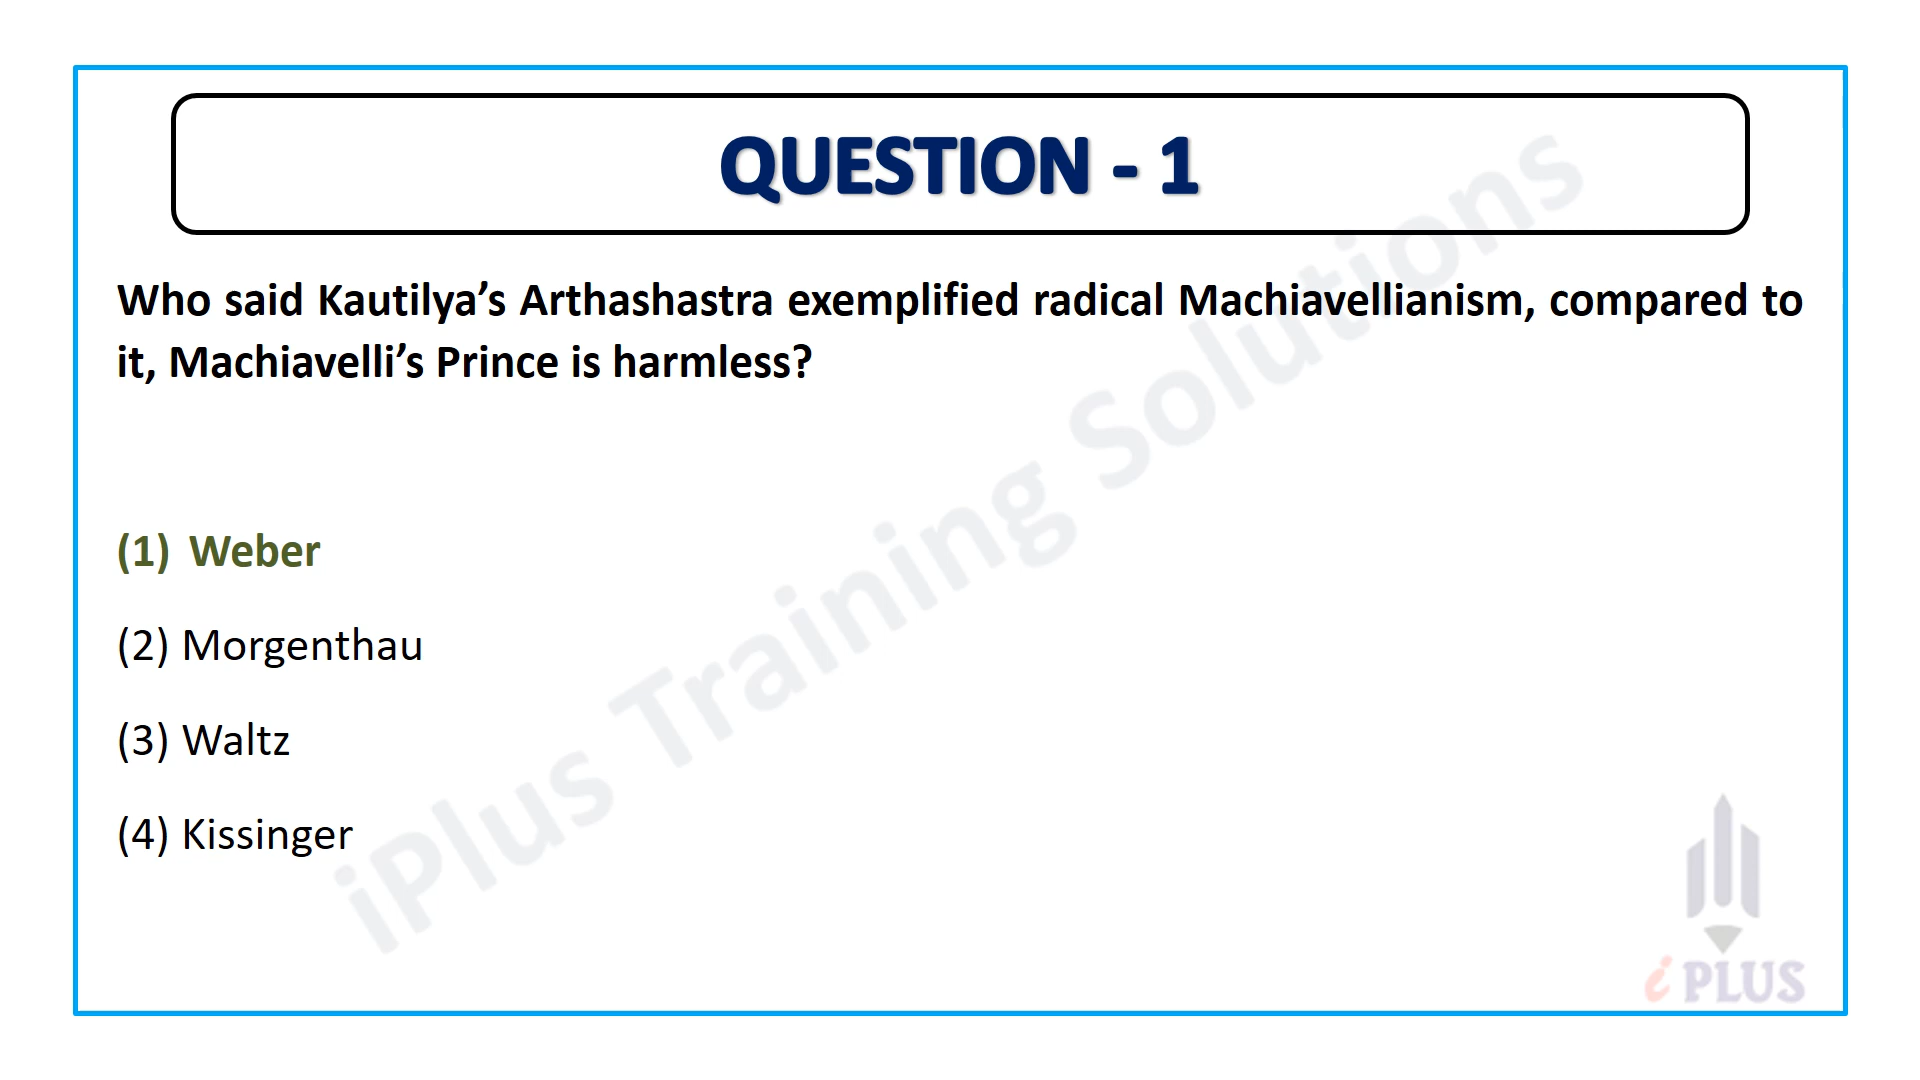 QUESTION - 1
Who said Kautilya’s Arthashastra exemplified radical Machiavellianism, compared to
it, Machiavelli’s Prince is harmless?
(1) Weber
(2) Morgenthau
(3) Waltz
(4) Kissinger
iPlus Training Solutions
i PLUS